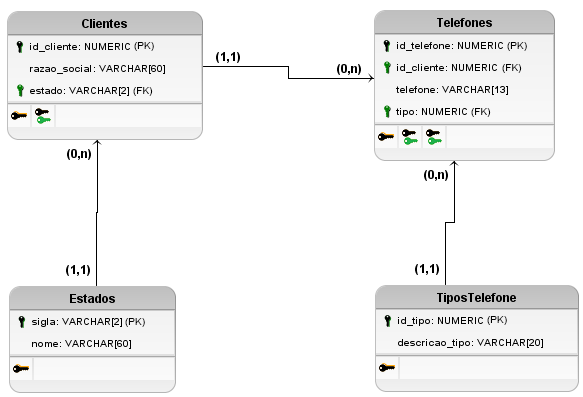 Clientes
id_cliente: NUMERIC (PK)
razao_social: VARCHAR[60]
estado: VARCHAR[2] (FK)
(1,1)
(0,n)
Telefones
id_telefone: NUMERIC (PK)
id_cliente: NUMERIC (FK)
telefone: VARCHAR[13]
tipo: NUMERIC (FK)
(0,n)
(1,1)
(0,n)
(1,1)
Estados
sigla: VARCHAR[2] (PK)
nome: VARCHAR[60]
TiposTelefone
id_tipo: NUMERIC (PK)
descricao_tipo: VARCHAR[20]